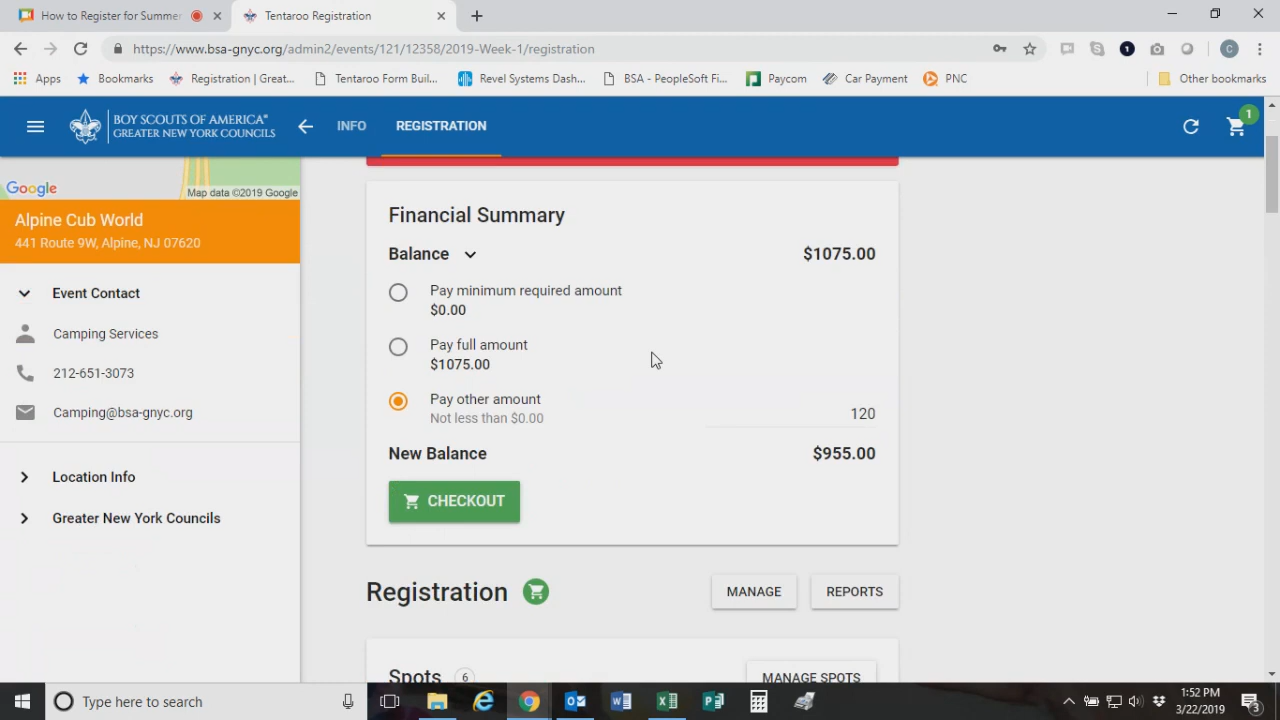 How to Register for Summer
Tentaroo Registration
https://www.bsa-gnyc.org/admin2/events/121/12358/2019-Week-1/registration
1
C
Apps
Bookmarks
Registration | Great...
Tentaroo Form Buil...
Revel Systems Dash...
BSA - PeopleSoft Fi...
Paycom
Car Payment
PNC
Other bookmarks
BOY SCOUTS OF AMERICA®
GREATER NEW YORK COUNCILS
INFO
REGISTRATION
1
Google
Map data ©2019 Google
Alpine Cub World
441 Route 9W, Alpine, NJ 07620
Event Contact
Camping Services
212-651-3073
Camping@bsa-gnyc.org
Location Info
Greater New York Councils
Financial Summary
Balance $1075.00
Pay minimum required amount
$0.00
Pay full amount
$1075.00
Pay other amount
Not less than $0.00 120
New Balance $955.00
CHECKOUT
Registration
MANAGE
REPORTS
Spots 6
MANAGE SPOTS
Type here to search
1:52 PM
3/22/2019
3